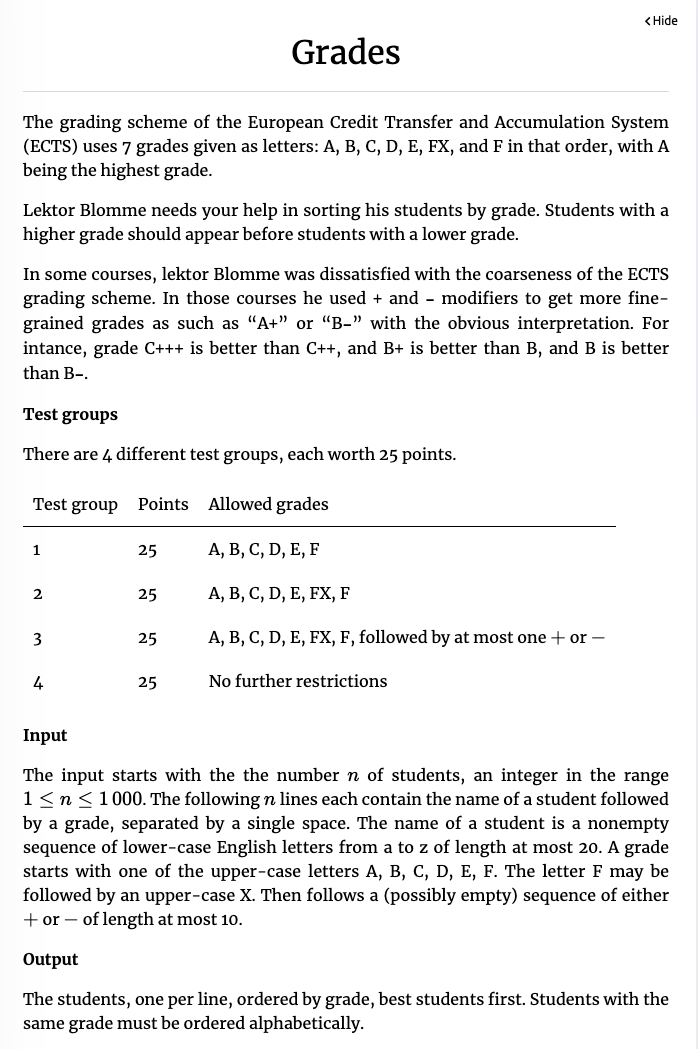 Hide
Grades
The grading scheme of the European Credit Transfer and Accumulation System
(ECTS) uses 7 grades given as letters: A, B, C, D, E, FX, and F in that order, with A
being the highest grade.
Lektor Blomme needs your help in sorting his students by grade. Students with a
higher grade should appear before students with a lower grade.
In some courses, lektor Blomme was dissatisfied with the coarseness of the ECTS
grading scheme. In those courses he used + and - modifiers to get more fine-
grained grades as such as “A+” or “B-” with the obvious interpretation. For
intance, grade C+++ is better than C++, and B+ is better than B, and B is better
than B-.
Test groups
There are 4 different test groups, each worth 25 points.
Test group Points Allowed grades
1 25 A, B, C, D, E, F
2 25 A, B, C, D, E, FX, F
3 25 A, B, C, D, E, FX, F, followed by at most one + or −
4 25 No further restrictions
Input
The input starts with the the number n of students, an integer in the range
1 ≤ n ≤ 1 000. The following n lines each contain the name of a student followed
by a grade, separated by a single space. The name of a student is a nonempty
sequence of lower-case English letters from a to z of length at most 20. A grade
starts with one of the upper-case letters A, B, C, D, E, F. The letter F may be
followed by an upper-case X. Then follows a (possibly empty) sequence of either
+ or − of length at most 10.
Output
The students, one per line, ordered by grade, best students first. Students with the
same grade must be ordered alphabetically.